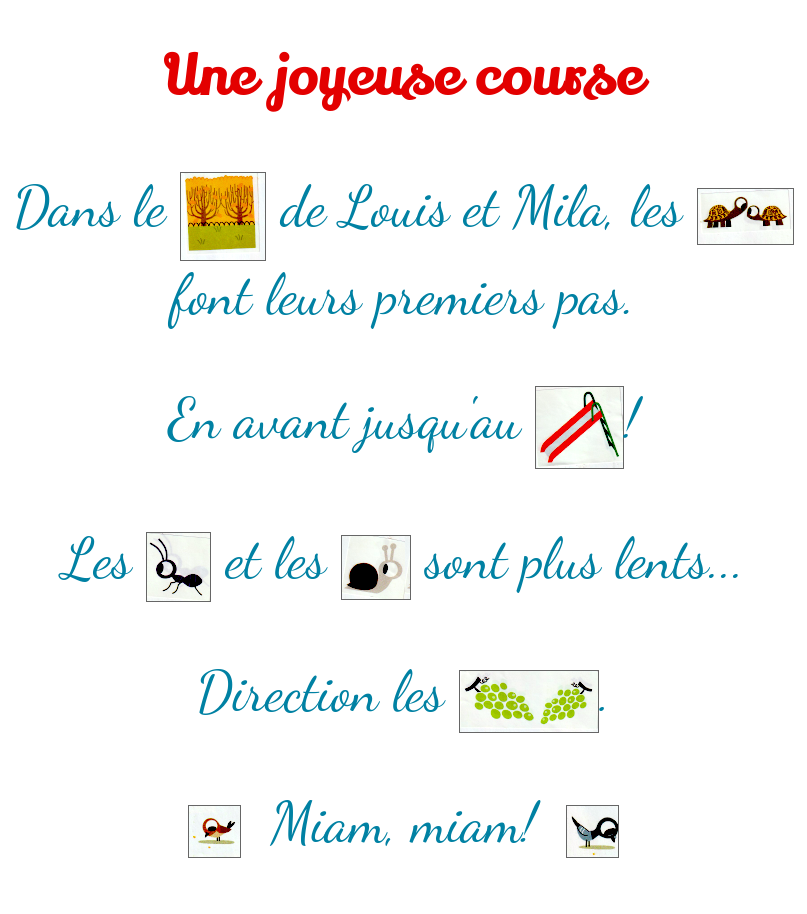 Une joyeuse course
Dans le de Louis et Mila, les
font leurs premiers pas.
En avant jusqu'au !
Les et les sont plus lents...
Direction les .
Miam, miam!